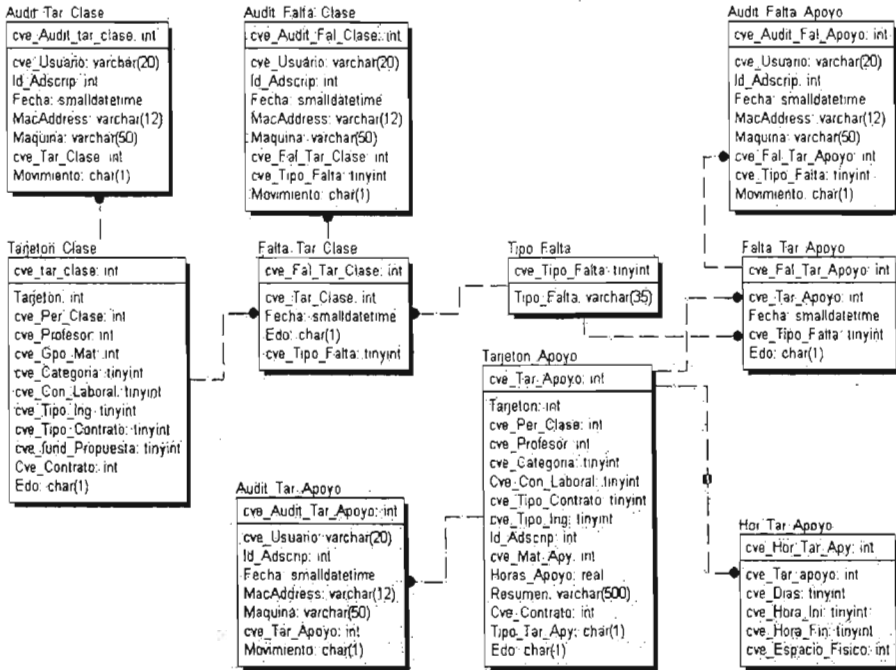 Audit Tar Clase
cve_Audit_tar_clase: int
cve_Usuario: varchar(20)
Id_Adscrip: int
Fecha: smalldatetime
MacAddress: varchar(12)
Maquina: varchar(50)
cve_Tar_Clase: int
Movimiento: char(1)
Audit Falta Clase
cve_Audit_Fal_Clase: int
cve_Usuario: varchar(20)
Id_Adscrip: int
Fecha: smalldatetime
MacAddress: varchar(12)
Maquina: varchar(50)
cve_Fal_Tar_Clase: int
cve_Tipo_Falta: tinyint
Movimiento: char(1)
Audit Falta Apoyo
cve_Audit_Fal_Apoyo: int
cve_Usuario: varchar(20)
Id_Adscrip: int
Fecha: smalldatetime
MacAddress: varchar(12)
Maquina: varchar(50)
cve_Fal_Tar_Apoyo: int
cve_Tipo_Falta: tinyint
Movimiento: char(1)
Tarjeton Clase
cve_tar_clase: int
Tarjeton: int
cve_Per_Clase: int
cve_Profesor: int
cve_Gpo_Mat: int
cve_Categoria: tinyint
cve_Con_Laboral: tinyint
cve_Tipo_Ing: tinyint
cve_Tipo_Contrato: tinyint
cve_fund_Propuesta: tinyint
Cve_Contrato: int
Edo: char(1)
Falta Tar Clase
cve_Fal_Tar_Clase: int
cve_Tar_Clase: int
Fecha: smalldatetime
Edo: char(1)
cve_Tipo_Falta: tinyint
Tipo Falta
cve_Tipo_Falta: tinyint
Tipo_Falta: varchar(35)
Falta Tar Apoyo
cve_Fal_Tar_Apoyo: int
cve_Tar_Apoyo: int
Fecha: smalldatetime
cve_Tipo_Falta: tinyint
Edo: char(1)
Tarjeton Apoyo
cve_Tar_Apoyo: int
Tarjeton: int
cve_Per_Clase: int
cve_Profesor: int
cve_Categoria: tinyint
Cve_Con_Laboral: tinyint
cve_Tipo_Contrato: tinyint
cve_Tipo_Ing: tinyint
Id_Adscrip: int
cve_Mat_Apy: int
Horas_Apoyo: real
Resumen: varchar(500)
Cve_Contrato: int
Tipo_Tar_Apy: char(1)
Edo: char(1)
Audit Tar Apoyo
cve_Audit_Tar_Apoyo: int
cve_Usuario: varchar(20)
Id_Adscrip: int
Fecha: smalldatetime
MacAddress: varchar(12)
Maquina: varchar(50)
cve_Tar_Apoyo: int
Movimiento: char(1)
Hor Tar Apoyo
cve_Hor_Tar_Apy: int
cve_Tar_apoyo: int
cve_Dias: tinyint
cve_Hora_Ini: tinyint
cve_Hora_Fin: tinyint
cve_Espacio_Fisico: int